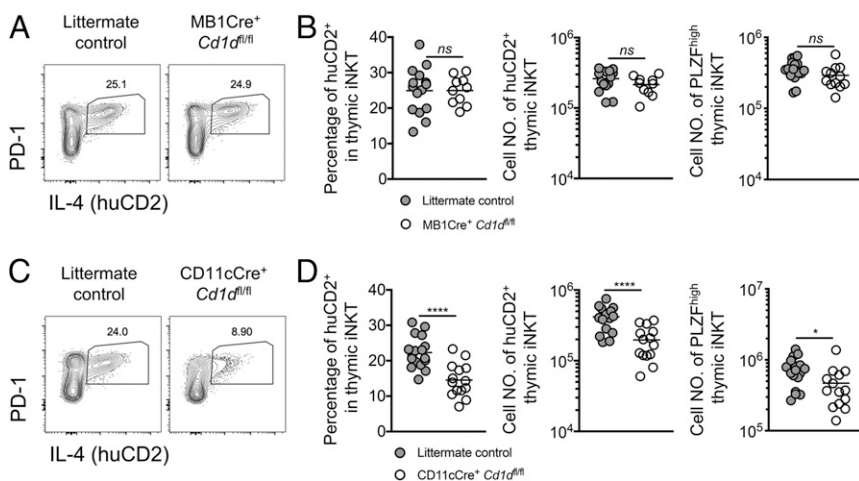 A
Littermate
control
MB1Cre+
Cd1dfl/fl
25.1
24.9
PD-1
IL-4 (huCD2)
B
Percentage of huCD2+
in thymic iNKT
40
30
20
10
0
ns
Cell NO. of huCD2+
thymic iNKT
10^6
10^5
10^4
ns
Cell NO. of PLZF^high
thymic iNKT
10^6
10^5
10^4
ns
Littermate control
MB1Cre+ Cd1dfl/fl
C
Littermate
control
CD11cCre+
Cd1dfl/fl
24.0
8.90
PD-1
IL-4 (huCD2)
D
Percentage of huCD2+
in thymic iNKT
40
30
20
10
0
****
Cell NO. of huCD2+
thymic iNKT
10^6
10^5
10^4
****
Cell NO. of PLZF^high
thymic iNKT
10^7
10^6
10^5
*
Littermate control
CD11cCre+ Cd1dfl/fl